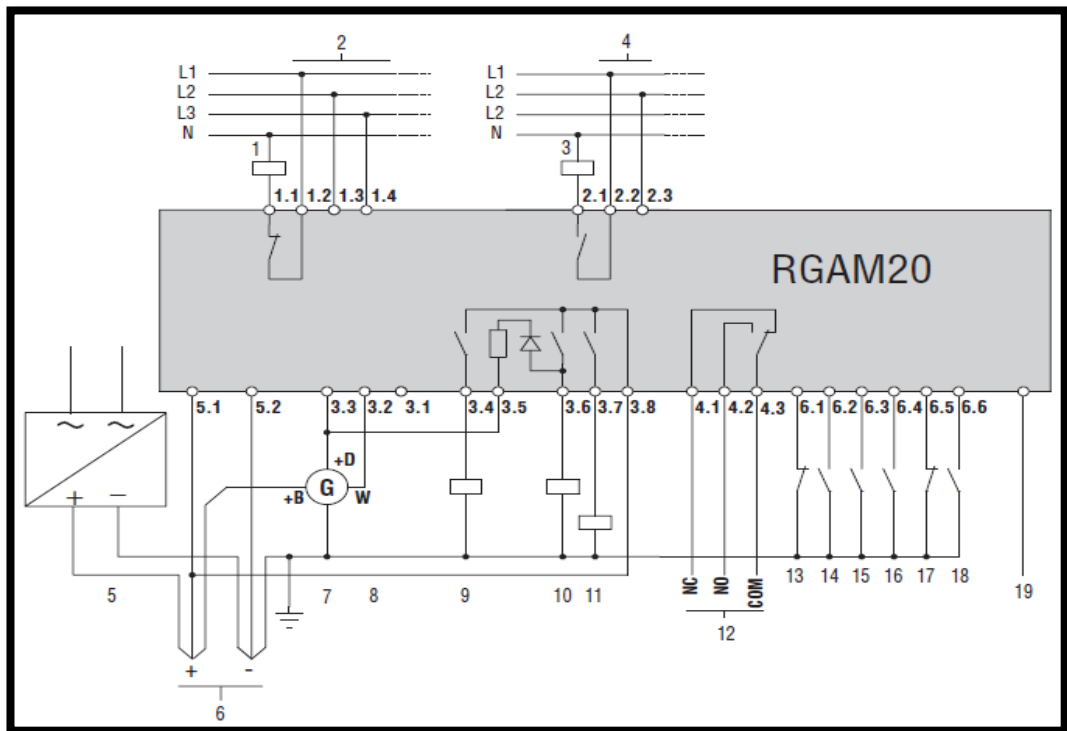 2
4
L1
L2
L3
N
L1
L2
L2
N
1
3
1.1 1.2 1.3 1.4
2.1 2.2 2.3
RGAM20
5.1 5.2 3.3 3.2 3.1 3.4 3.5 3.6 3.7 3.8 4.1 4.2 4.3 6.1 6.2 6.3 6.4 6.5 6.6
~ ~
+ −
+D
+B G W
5 7 8 9 10 11 NC NO COM 13 14 15 16 17 18 19
12
+ -
6